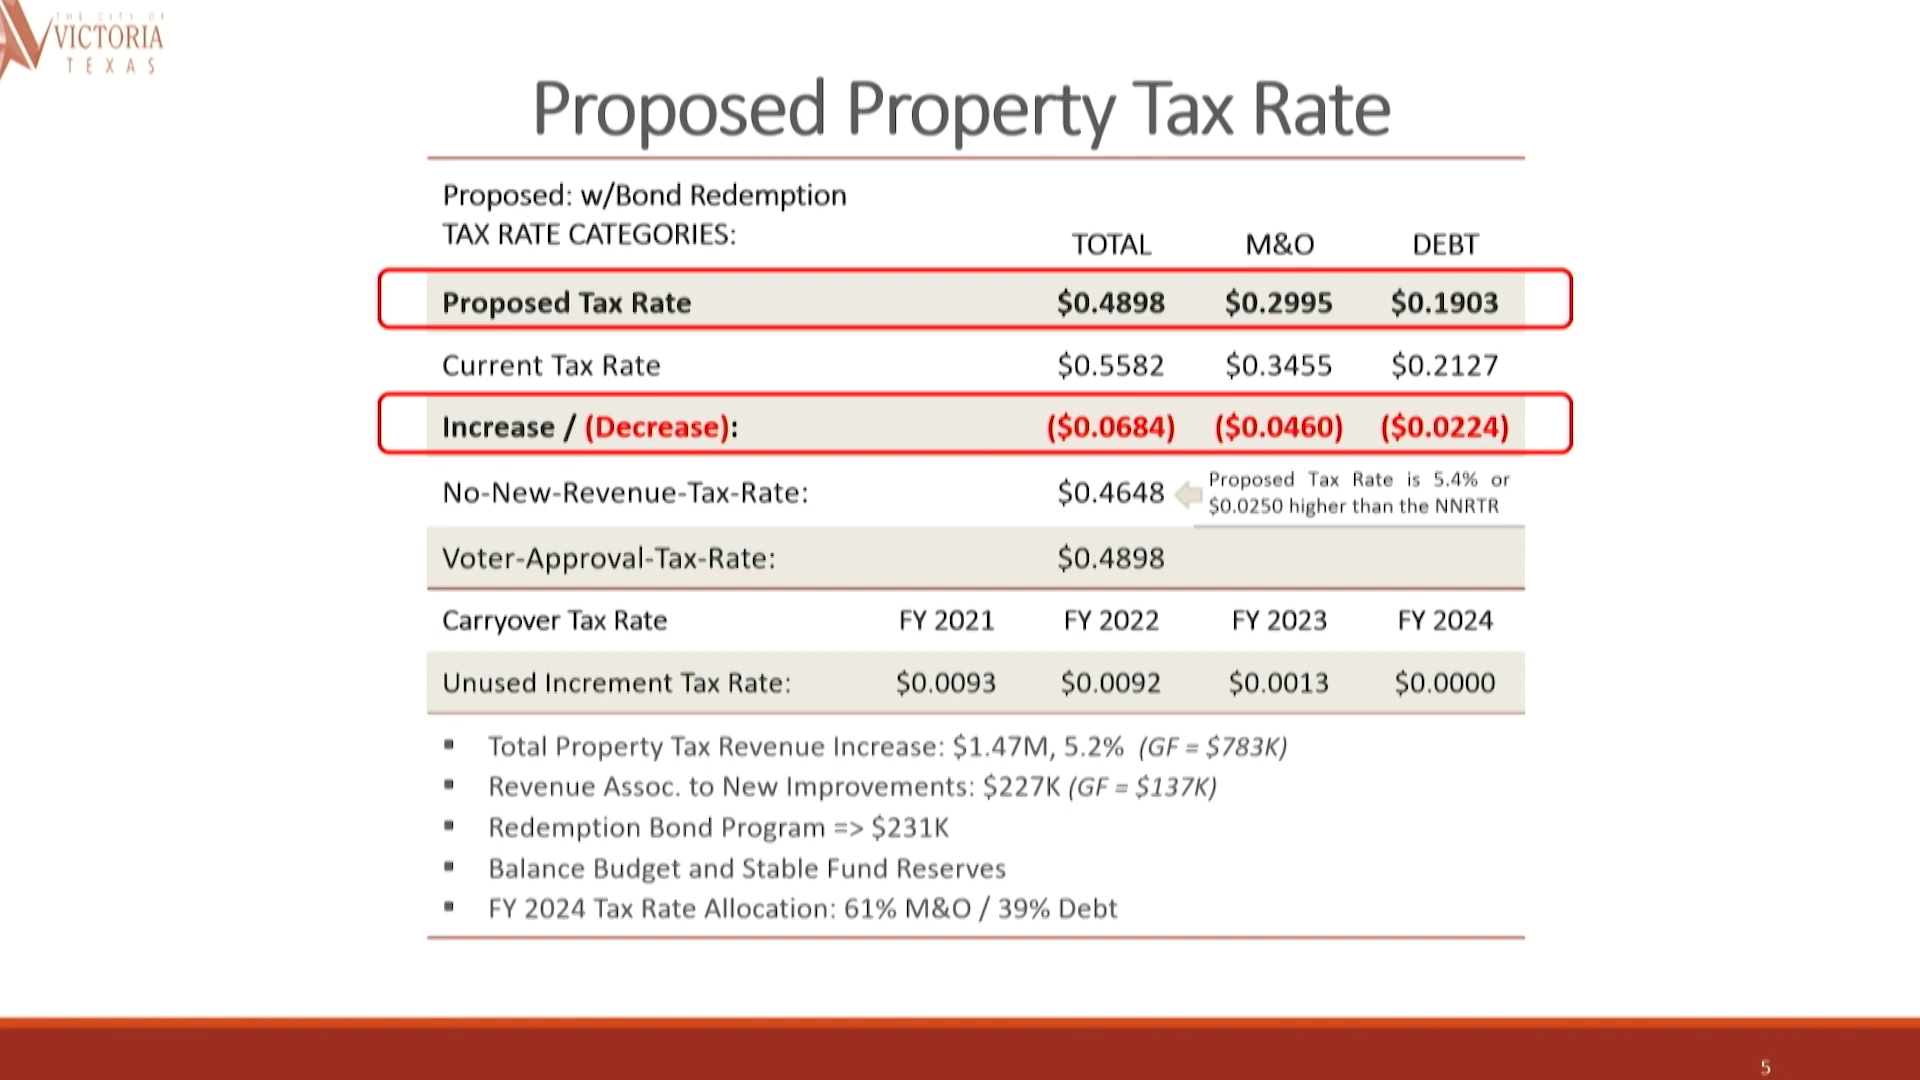 THE CITY OF
VICTORIA
TEXAS
Proposed Property Tax Rate
Proposed: w/Bond Redemption
TAX RATE CATEGORIES: TOTAL M&O DEBT
Proposed Tax Rate $0.4898 $0.2995 $0.1903
Current Tax Rate $0.5582 $0.3455 $0.2127
Increase / (Decrease): ($0.0684) ($0.0460) ($0.0224)
No-New-Revenue-Tax-Rate: $0.4648
Proposed Tax Rate is 5.4% or
$0.0250 higher than the NNRTR
Voter-Approval-Tax-Rate: $0.4898
Carryover Tax Rate FY 2021 FY 2022 FY 2023 FY 2024
Unused Increment Tax Rate: $0.0093 $0.0092 $0.0013 $0.0000
▪ Total Property Tax Revenue Increase: $1.47M, 5.2% (GF = $783K)
▪ Revenue Assoc. to New Improvements: $227K (GF = $137K)
▪ Redemption Bond Program => $231K
▪ Balance Budget and Stable Fund Reserves
▪ FY 2024 Tax Rate Allocation: 61% M&O / 39% Debt
5